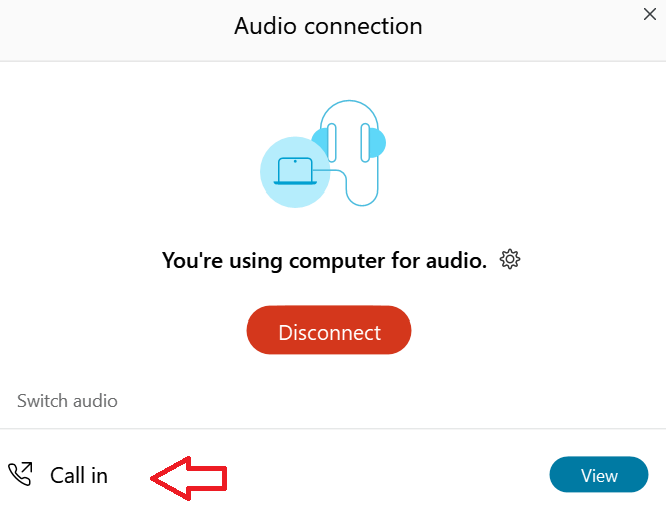 Audio connection
You're using computer for audio.
Disconnect
Switch audio
Call in
View